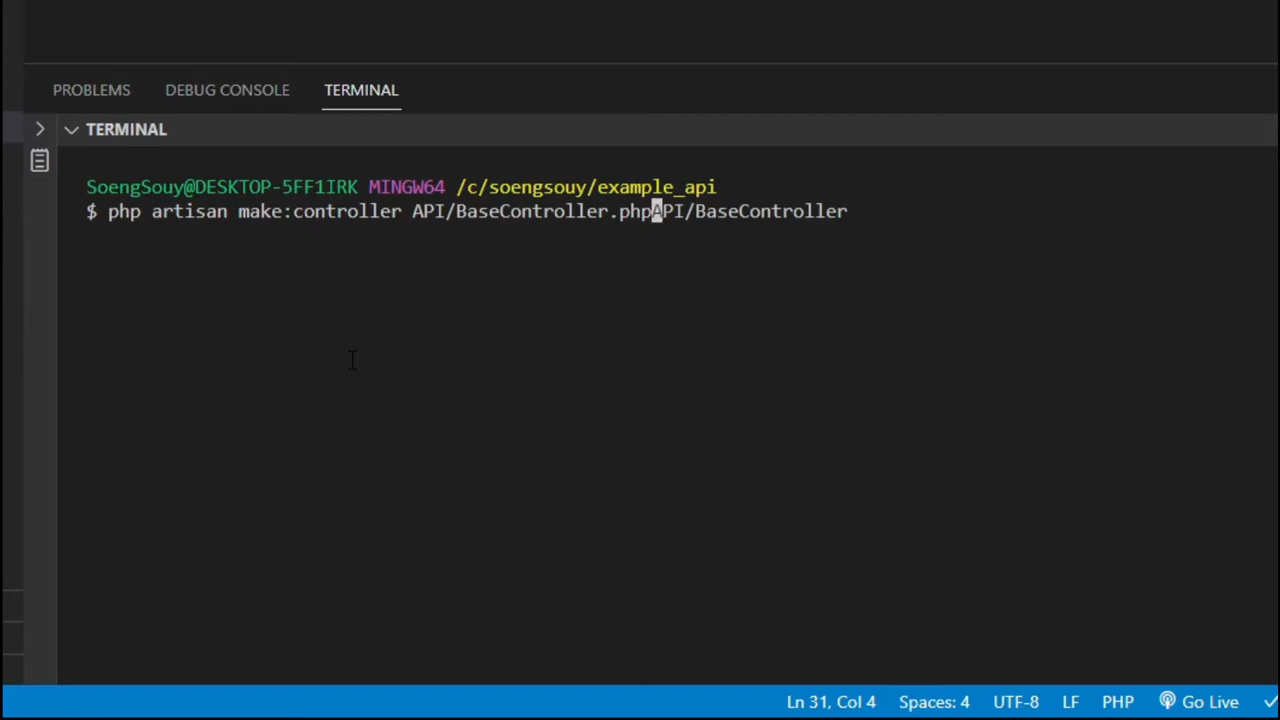 PROBLEMS DEBUG CONSOLE TERMINAL
TERMINAL
SoengSouy@DESKTOP-5FF1IRK MINGW64 /c/soengsouy/example_api
$ php artisan make:controller API/BaseController.phpAPI/BaseController
Ln 31, Col 4 Spaces: 4 UTF-8 LF PHP Go Live